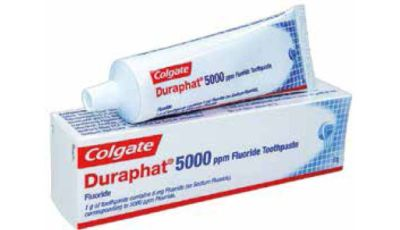 Colgate
Duraphat® 5000 ppm Fluoride Toothpaste
Fluoride
Colgate
Duraphat® 5000 ppm Fluoride Toothpaste
Fluoride
1 g of toothpaste contains 5 mg Fluoride (as Sodium Fluoride),
corresponding to 5000 ppm Fluoride.